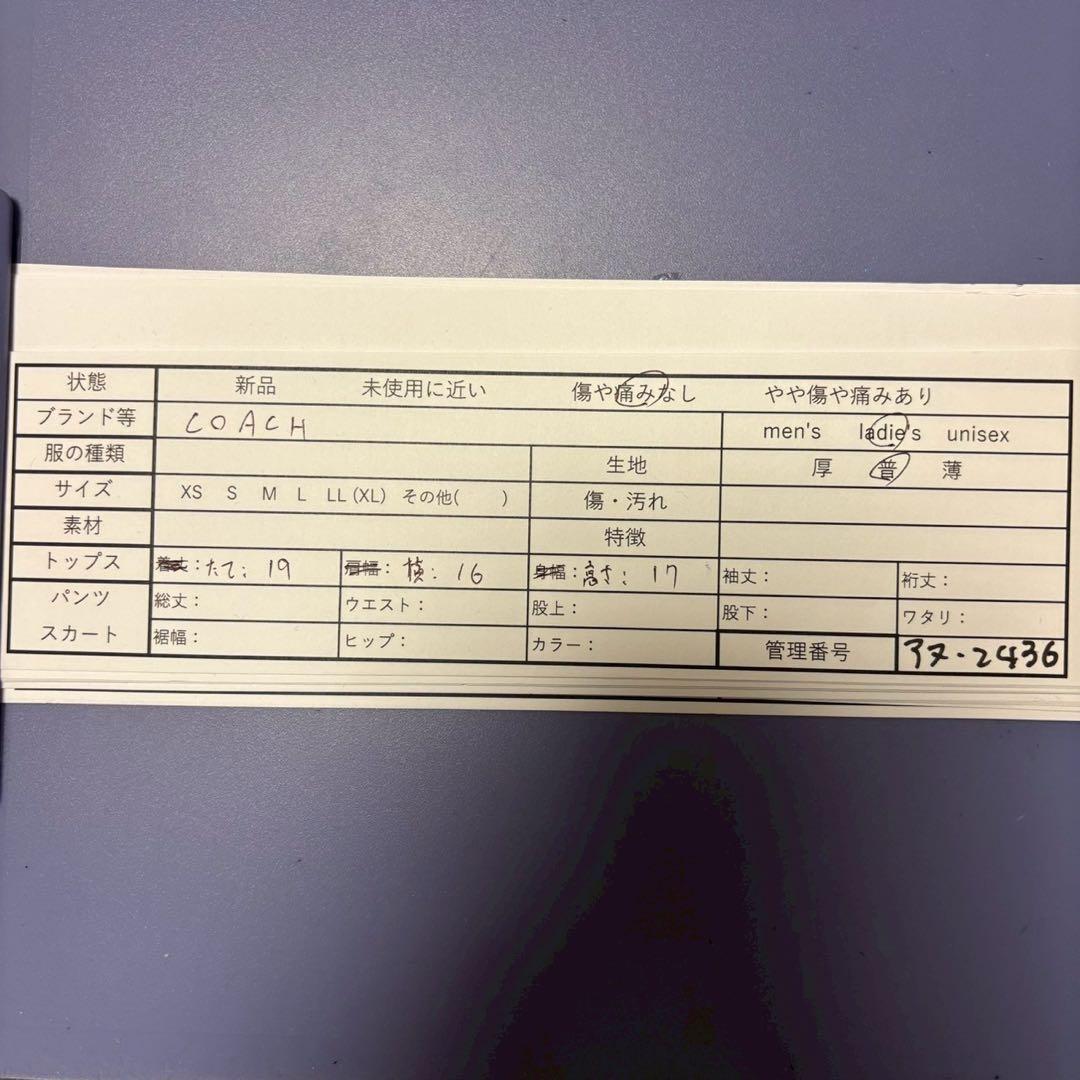 状態 新品 未使用に近い 傷や痛みなし やや傷や痛みあり
ブランド等 COACH men's ladie's unisex
服の種類 生地 厚 普 薄
サイズ XS S M L LL(XL) その他( ) 傷・汚れ
素材 特徴
トップス 着丈：たて： 19 肩幅： 横： 16 身幅： 高さ： 17 袖丈： 裄丈：
パンツ 総丈： ウエスト： 股上： 股下： ワタリ：
スカート 裾幅： ヒップ： カラー： 管理番号 アヌ・2436